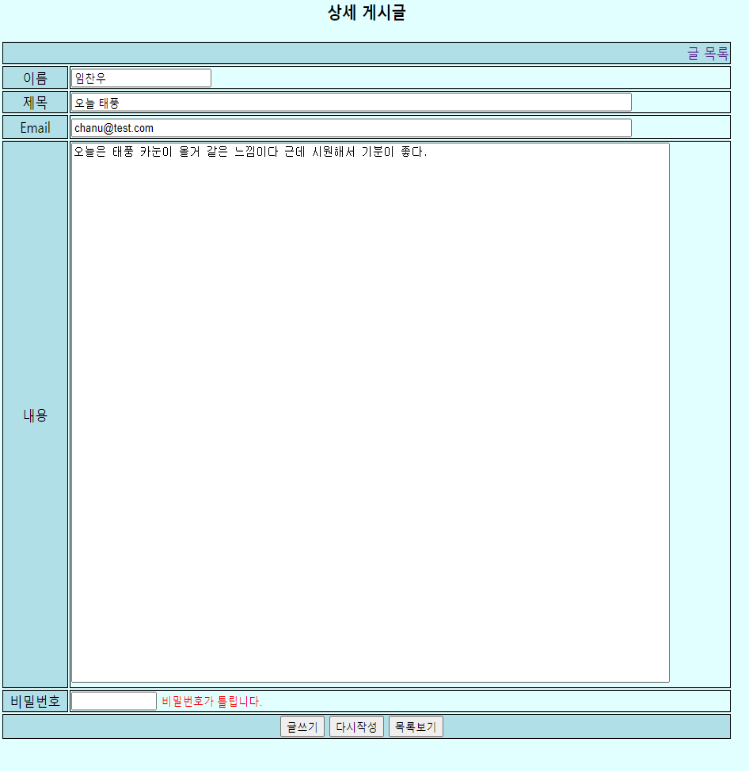 상세 게시글
글 목록
이름 임찬우
제목 오늘 태풍
Email chanu@test.com
오늘은 태풍 카눈이 올거 같은 느낌이다 근데 시원해서 기분이 좋다.
내용
비밀번호 비밀번호가 틀립니다.
글쓰기 다시작성 목록보기